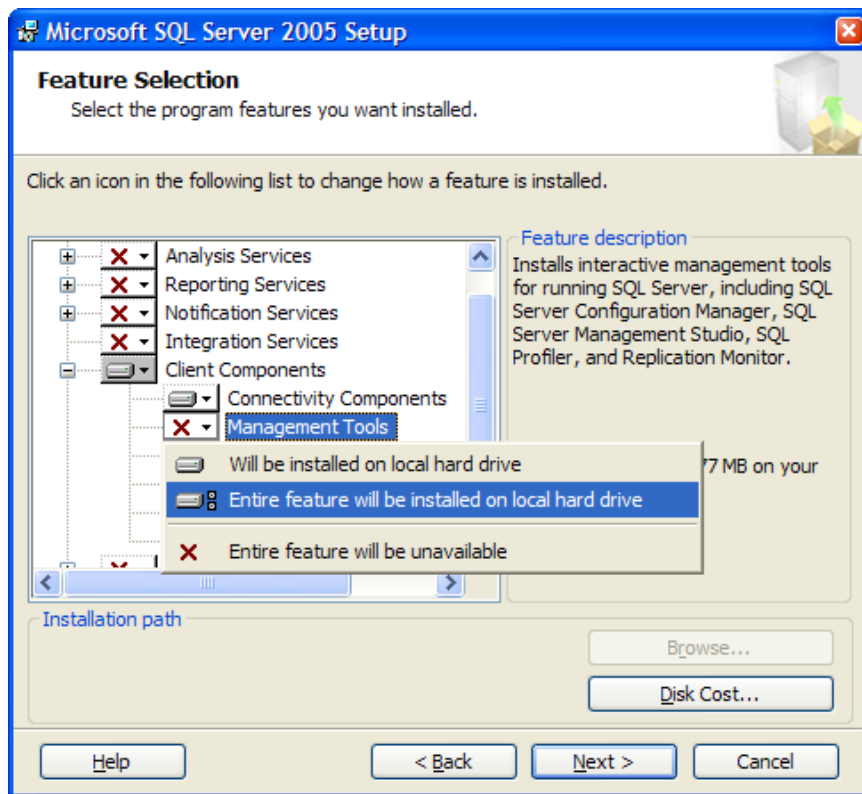 Microsoft SQL Server 2005 Setup
Feature Selection
Select the program features you want installed.
Click an icon in the following list to change how a feature is installed.
Analysis Services
Reporting Services
Notification Services
Integration Services
Client Components
Connectivity Components
Management Tools
Will be installed on local hard drive
Entire feature will be installed on local hard drive
Entire feature will be unavailable
Feature description
Installs interactive management tools
for running SQL Server, including SQL
Server Configuration Manager, SQL
Server Management Studio, SQL
Profiler, and Replication Monitor.
77 MB on your
Installation path
Browse...
Disk Cost...
Help
< Back
Next >
Cancel